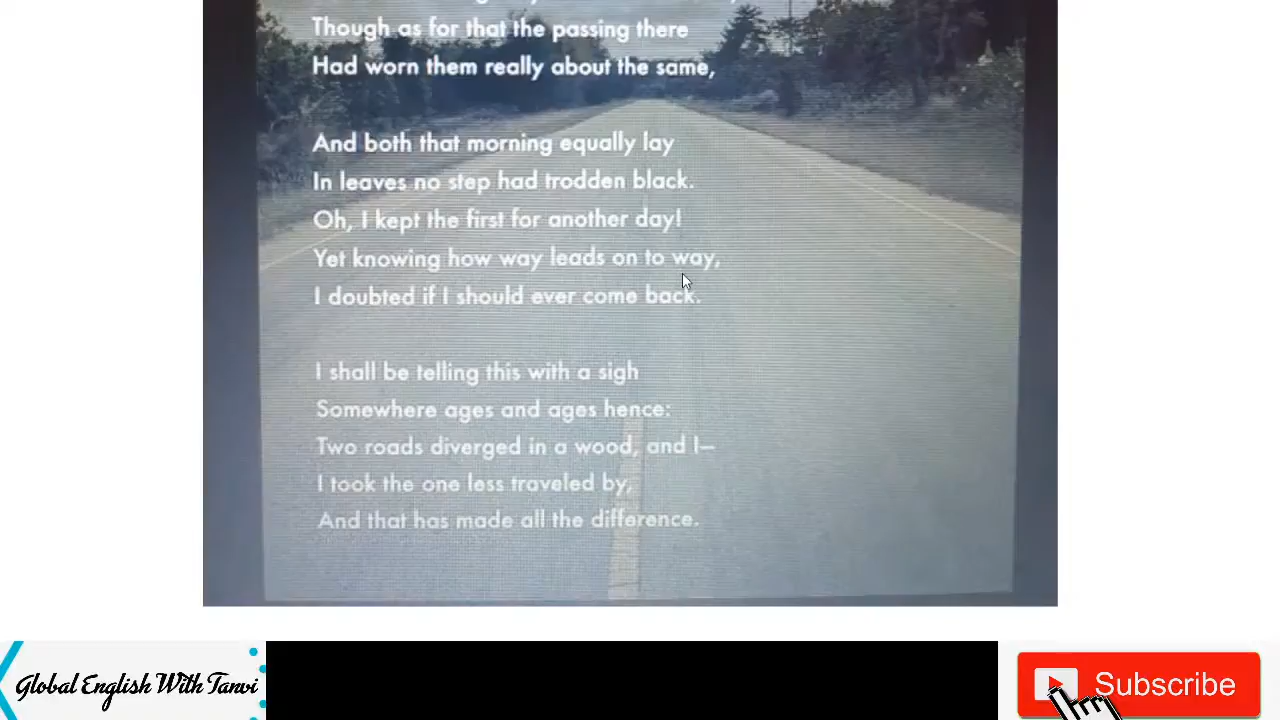 Though as for that the passing there
Had worn them really about the same,
And both that morning equally lay
In leaves no step had trodden black.
Oh, I kept the first for another day!
Yet knowing how way leads on to way,
I doubted if I should ever come back.
I shall be telling this with a sigh
Somewhere ages and ages hence:
Two roads diverged in a wood, and I—
I took the one less traveled by,
And that has made all the difference.
Global English With Tanvi
Subscribe